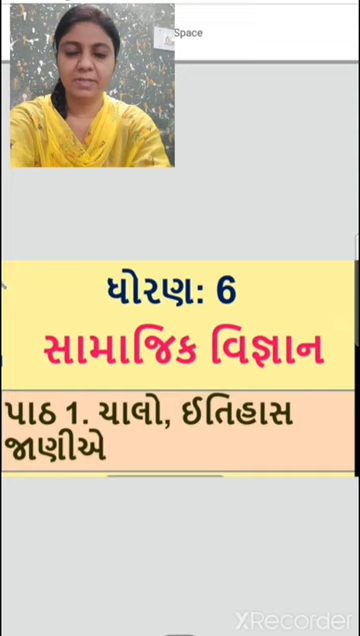 Space
ધોરણ: 6
સામાજિક વિજ્ઞાન
પાઠ 1. ચાલો, ઈતિહાસ
જાણીએ
XRecorder